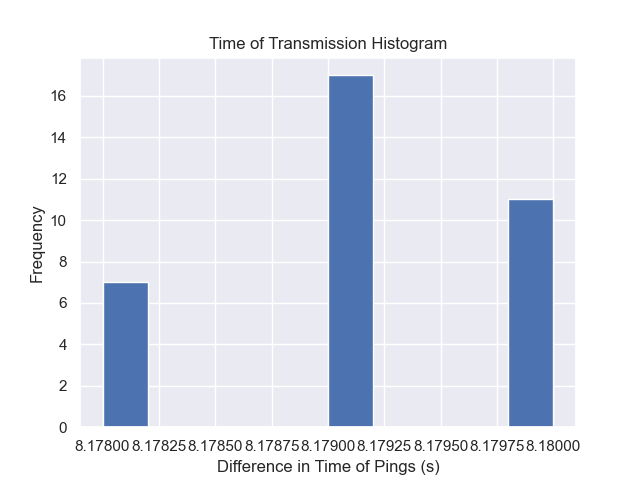 Time of Transmission Histogram
Frequency
16
14
12
10
8
6
4
2
0
8.17800 8.17825 8.17850 8.17875 8.17900 8.17925 8.17950 8.17975 8.18000
Difference in Time of Pings (s)